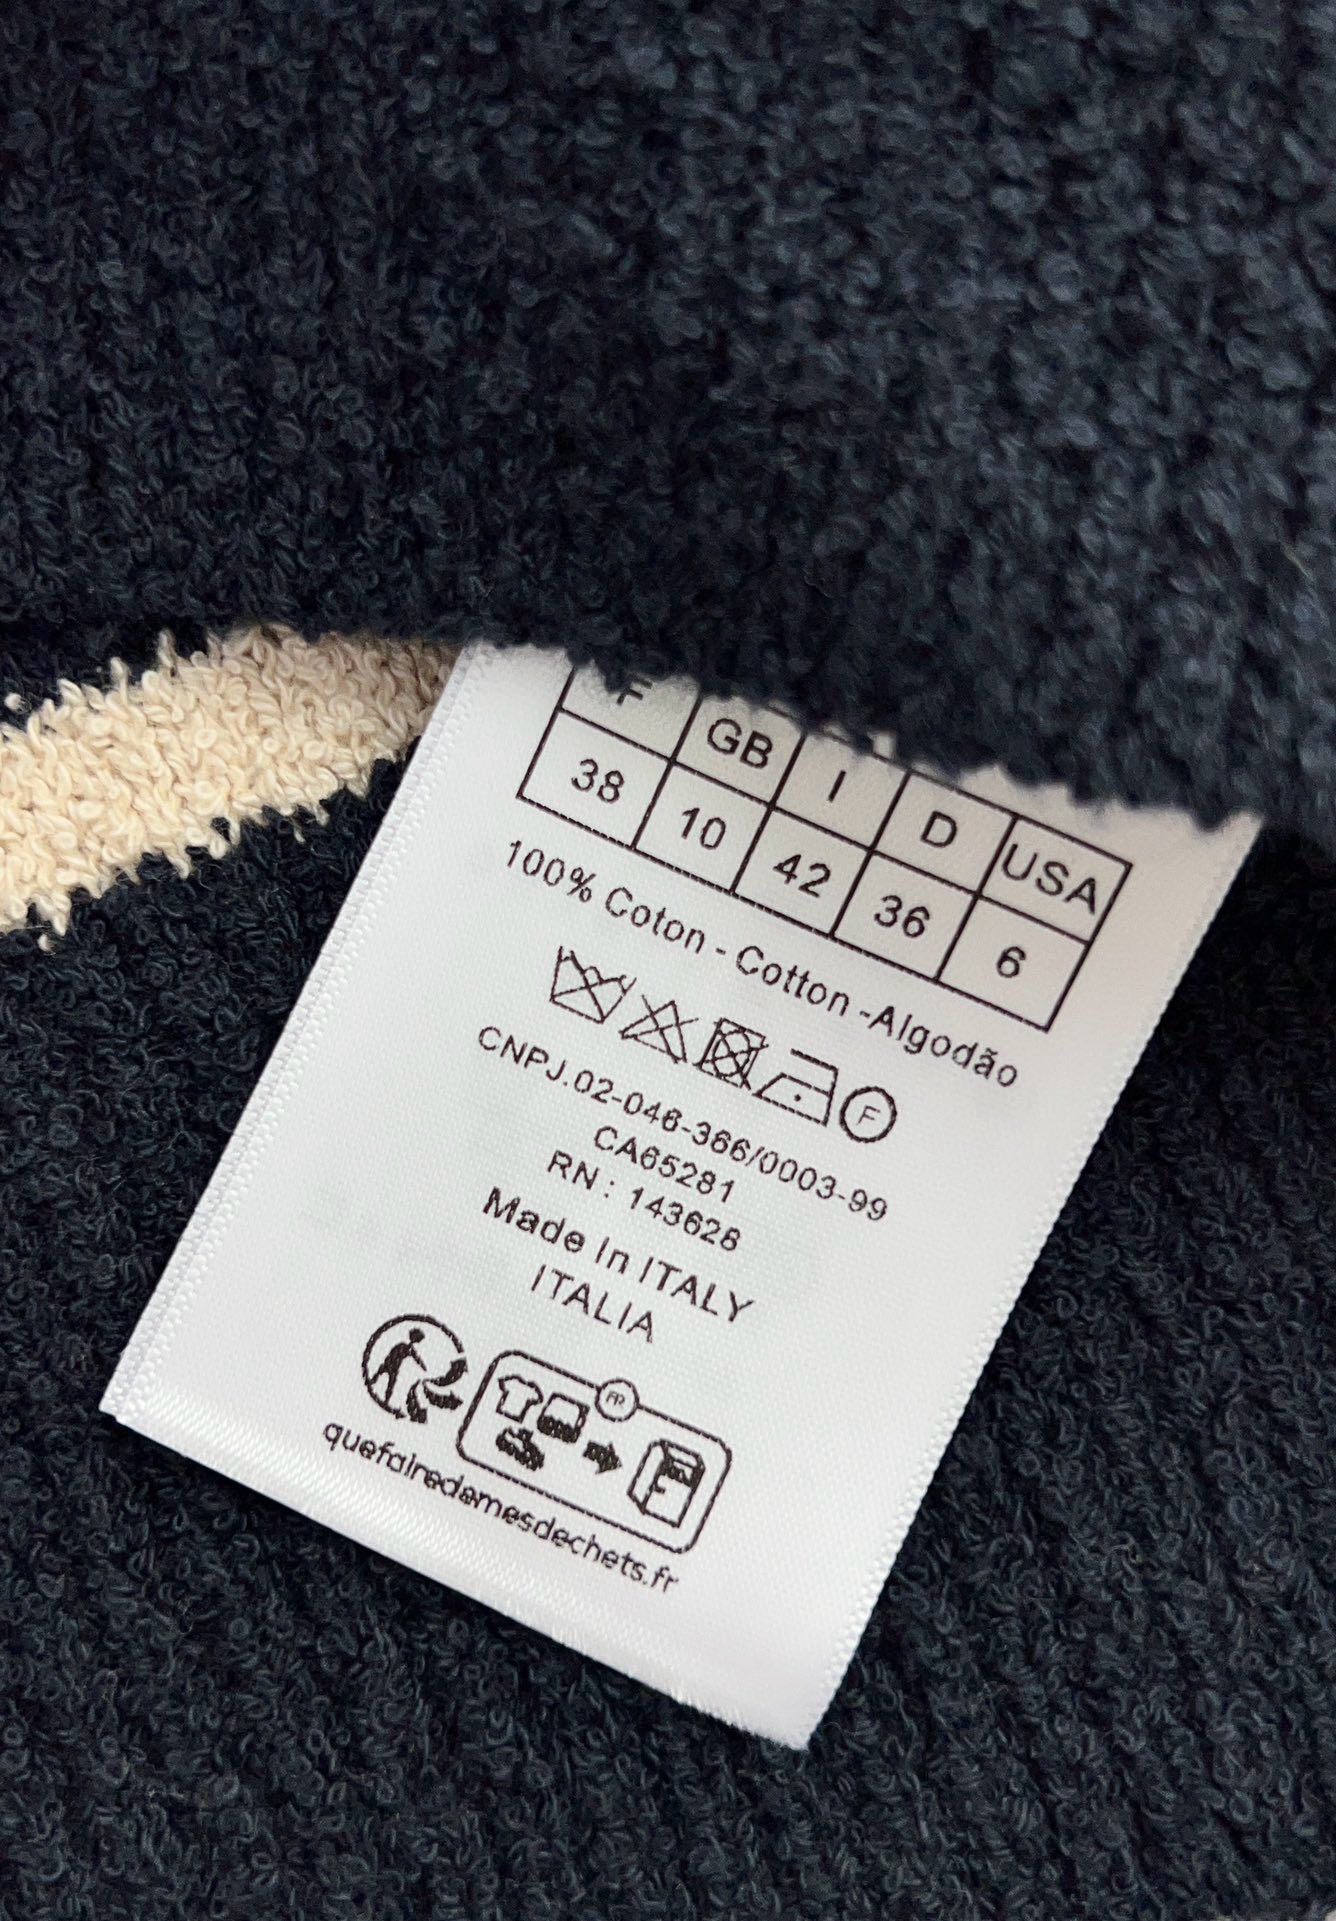 F GB I D USA
38 10 42 36 6
100% Coton - Cotton -Algodão
F
CNPJ.02-046-366/0003-99
CA65281
RN : 143628
Made In ITALY
ITALIA
FR
quefairedemesdechets.fr